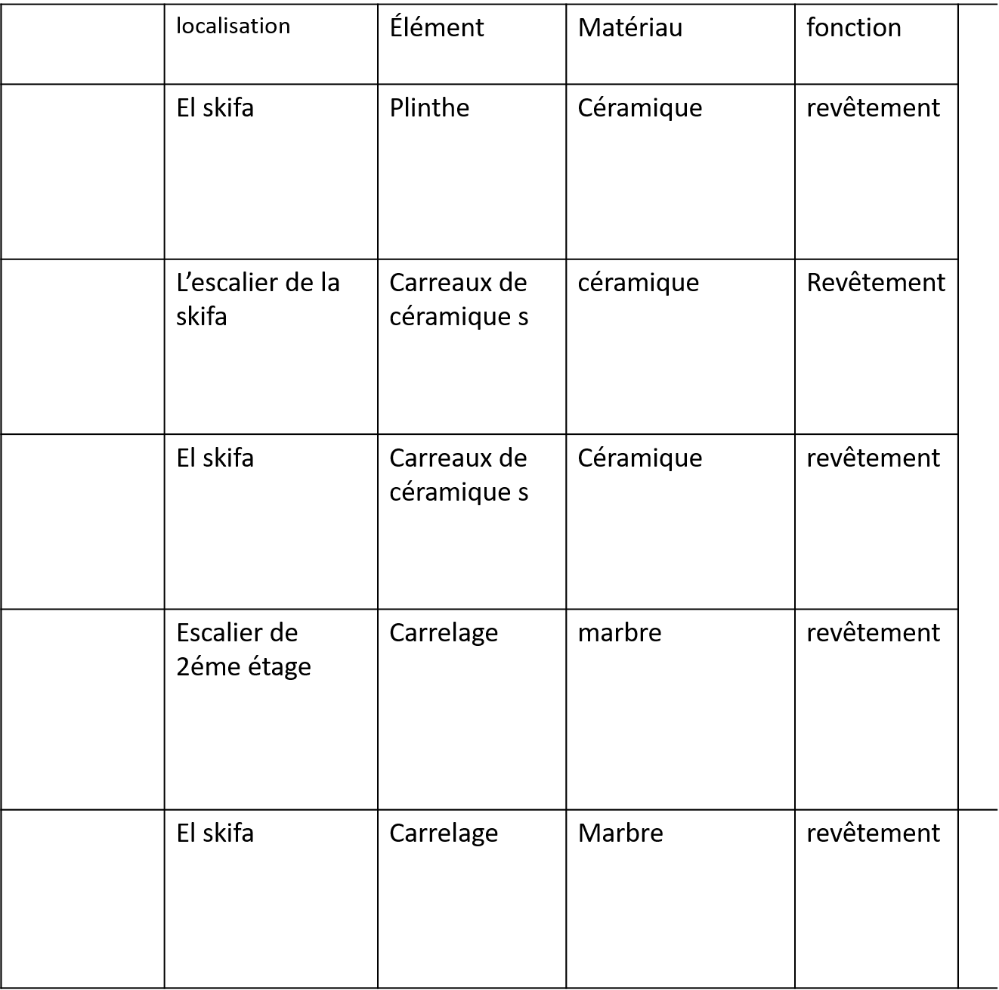 localisation Élément Matériau fonction
El skifa Plinthe Céramique revêtement
L’escalier de la Carreaux de céramique Revêtement
skifa céramique s
El skifa Carreaux de Céramique revêtement
céramique s
Escalier de Carrelage marbre revêtement
2éme étage
El skifa Carrelage Marbre revêtement